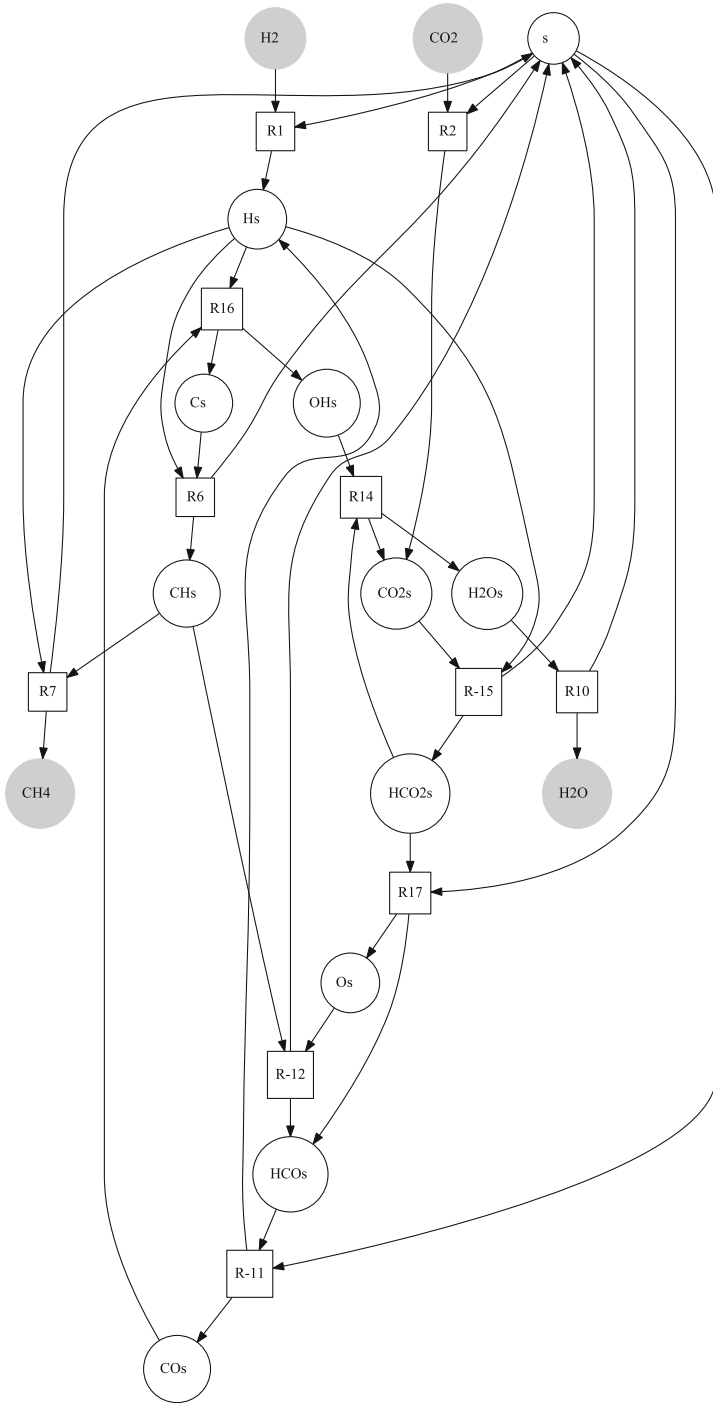 H2
CO2
s
R1
R2
Hs
R16
Cs
OHs
R6
R14
CHs
CO2s
H2Os
R7
R-15
R10
CH4
HCO2s
H2O
R17
Os
R-12
HCOs
R-11
COs